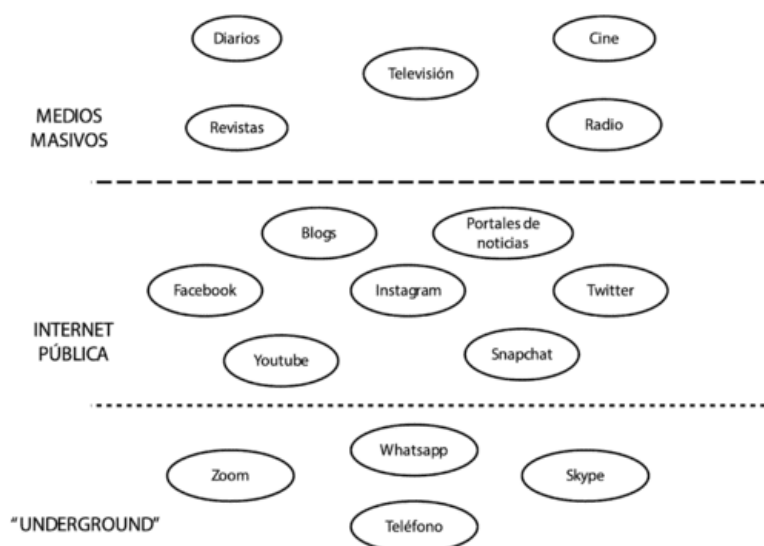 Diarios
Cine
Televisión
MEDIOS
MASIVOS
Revistas
Radio
Blogs
Portales de
noticias
Facebook
Instagram
Twitter
INTERNET
PÚBLICA
Youtube
Snapchat
Whatsapp
Zoom
Skype
"UNDERGROUND"
Teléfono